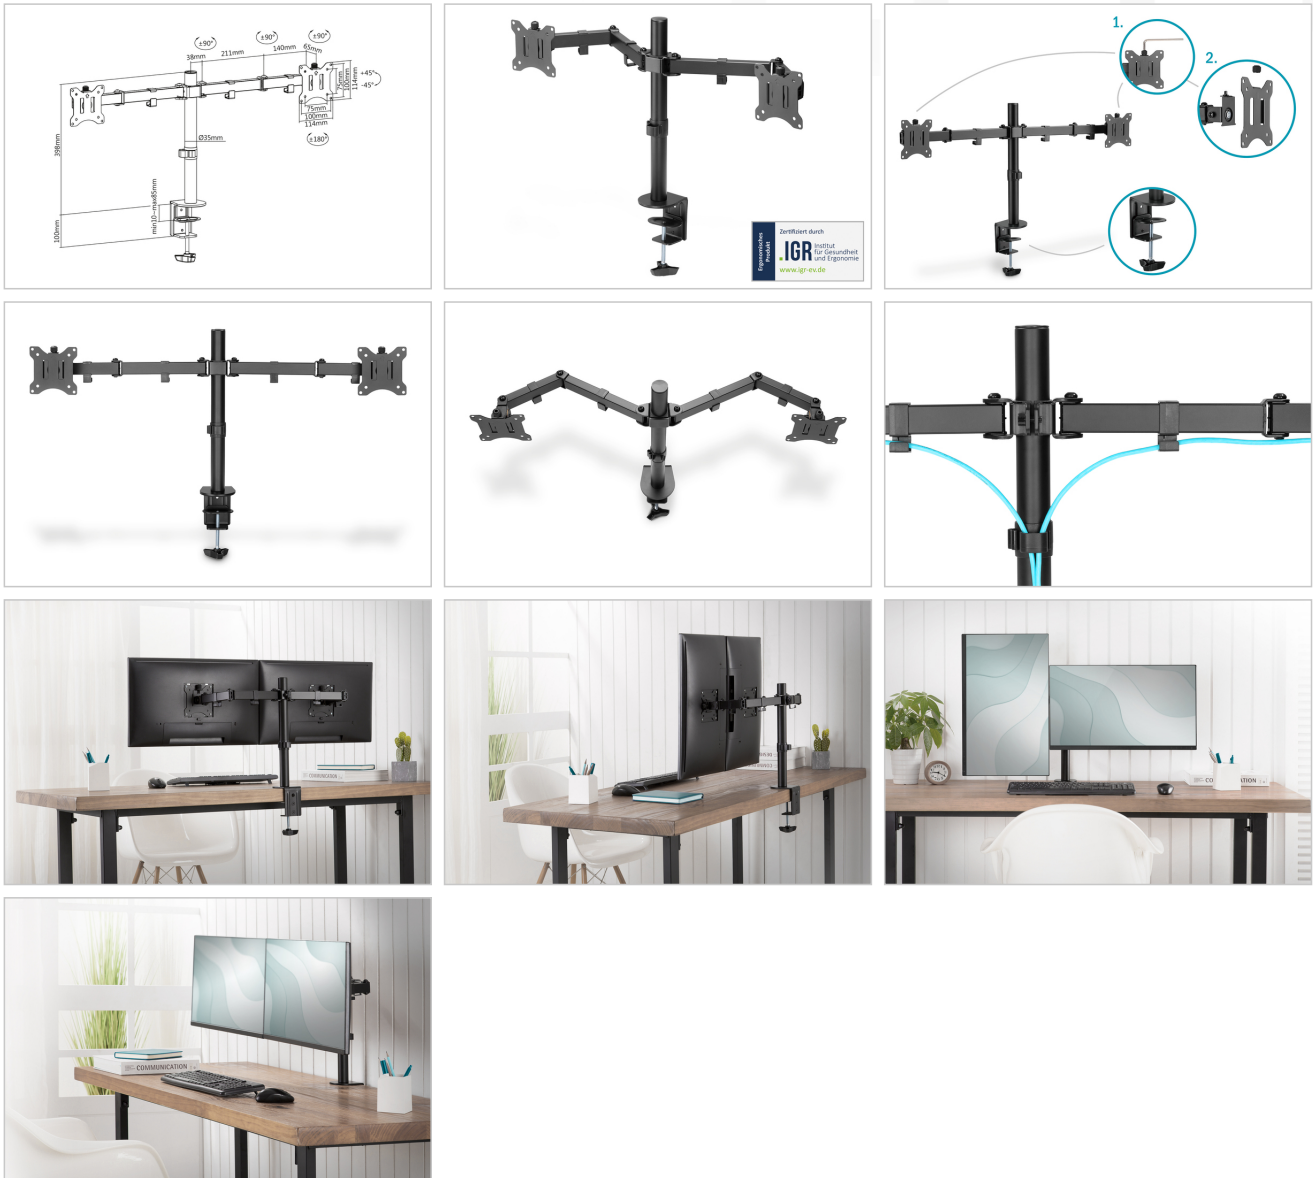 ±90°
±90°
±90°
38mm
211mm
140mm
65mm
75mm
100mm
114mm
+45°
-45°
75mm
100mm
114mm
±180°
Ø35mm
398mm
min10~max85mm
100mm
Ergonomisches
Produkt
Zertifiziert durch
.IGR
Institut
für Gesundheit
und Ergonomie
www.igr-ev.de
1.
2.
COMMUNICATION
COMMUNICATION